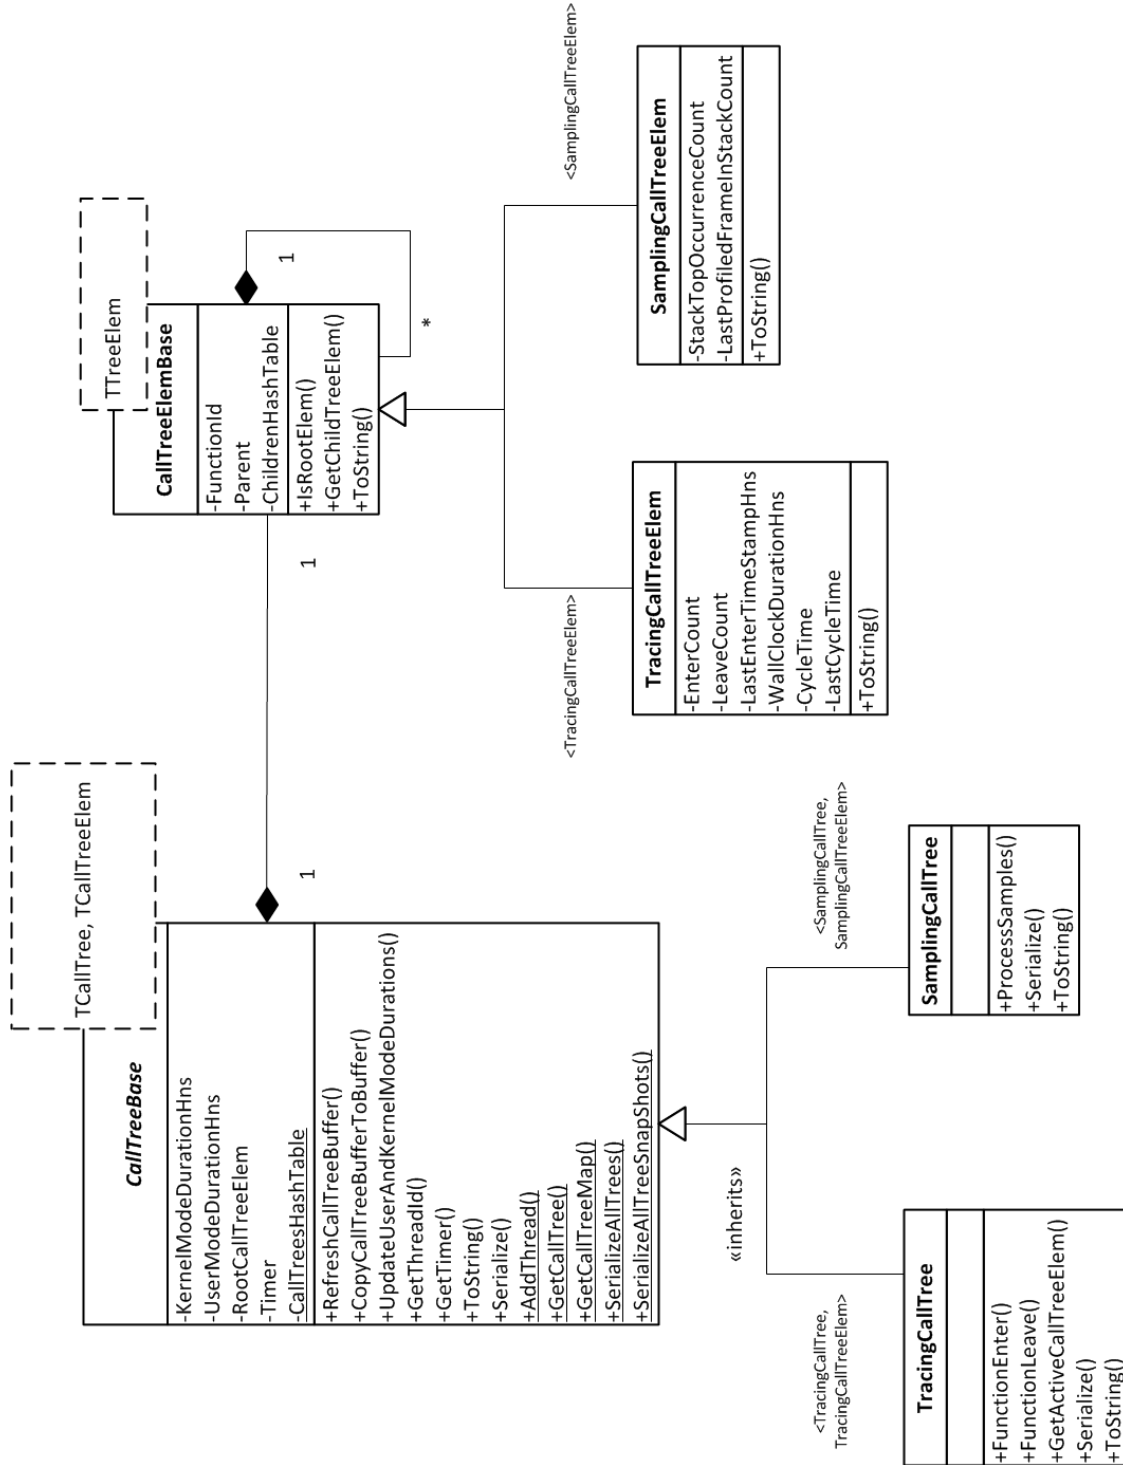 TCallTree, TCallTreeElem
CallTreeBase
-KernelModeDurationHns
-UserModeDurationHns
-RootCallTreeElem
-Timer
-CallTreesHashTable
+RefreshCallTreeBuffer()
+CopyCallTreeBufferToBuffer()
+UpdateUserAndKernelModeDurations()
+GetThreadId()
+GetTimer()
+ToString()
+Serialize()
+AddThread()
+GetCallTree()
+GetCallTreeMap()
+SerializeAllTrees()
+SerializeAllTreeSnapShots()
1
1
TTreeElem
CallTreeElemBase
-FunctionId
-Parent
-ChildrenHashTable
+IsRootElem()
+GetChildTreeElem()
+ToString()
1
*
«inherits»
<TracingCallTree,
TracingCallTreeElem>
TracingCallTree
+FunctionEnter()
+FunctionLeave()
+GetActiveCallTreeElem()
+Serialize()
+ToString()
<SamplingCallTree,
SamplingCallTreeElem>
SamplingCallTree
+ProcessSamples()
+Serialize()
+ToString()
<TracingCallTreeElem>
TracingCallTreeElem
-EnterCount
-LeaveCount
-LastEnterTimeStampHns
-WallClockDurationHns
-CycleTime
-LastCycleTime
+ToString()
<SamplingCallTreeElem>
SamplingCallTreeElem
-StackTopOccurrenceCount
-LastProfiledFrameInStackCount
+ToString()